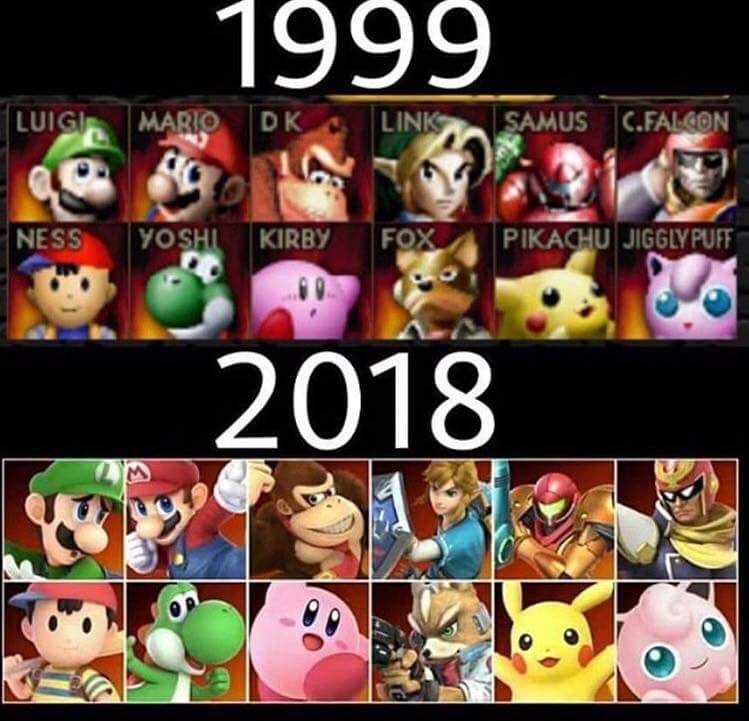 1999
LUIGI MARIO DK LINK SAMUS C.FALCON
NESS YOSHI KIRBY FOX PIKACHU JIGGLYPUFF
2018
L M